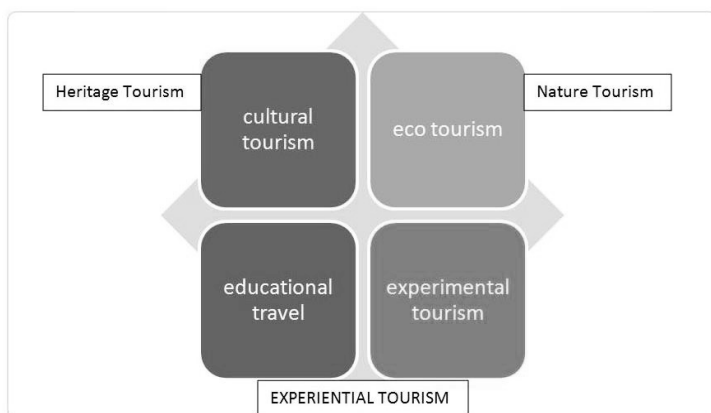 Heritage Tourism
Nature Tourism
cultural
tourism
eco tourism
educational
travel
experimental
tourism
EXPERIENTIAL TOURISM